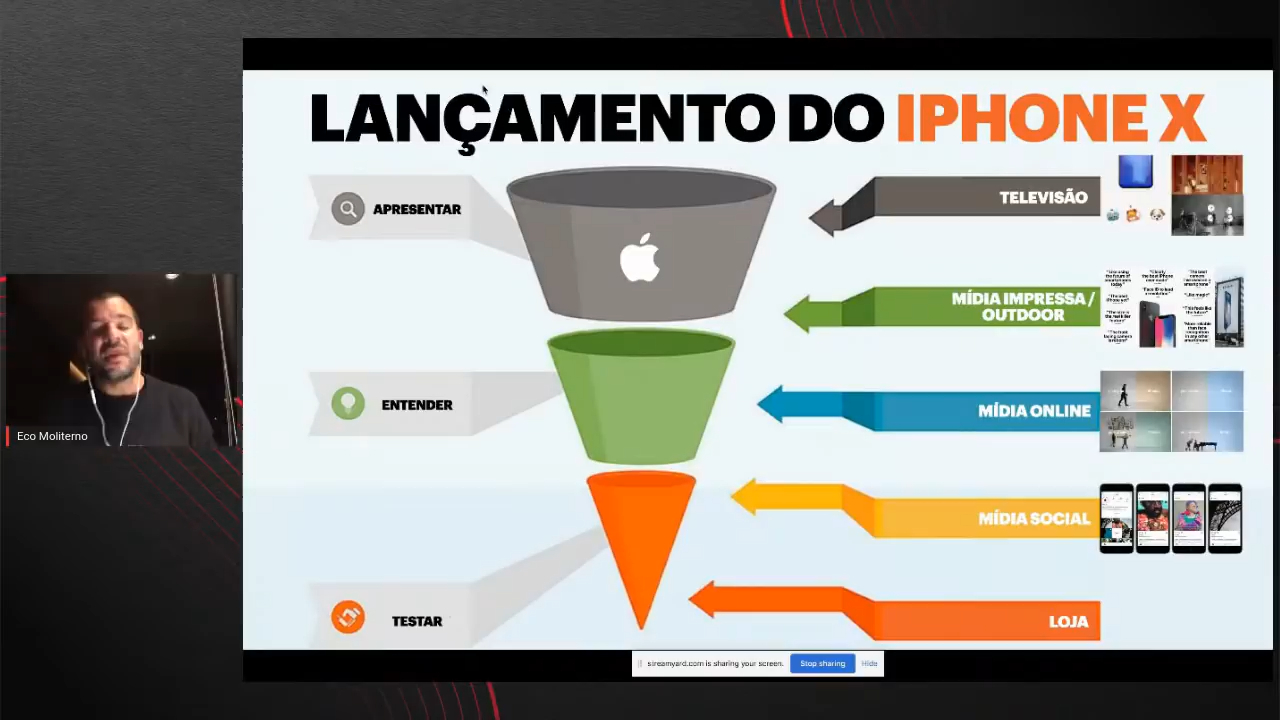 LANÇAMENTO DO IPHONE X
APRESENTAR
TELEVISÃO
MÍDIA IMPRESSA /
OUTDOOR
ENTENDER
MÍDIA ONLINE
Eco Moliterno
MÍDIA SOCIAL
TESTAR
LOJA
streamyard.com is sharing your screen.
Stop sharing
Hide